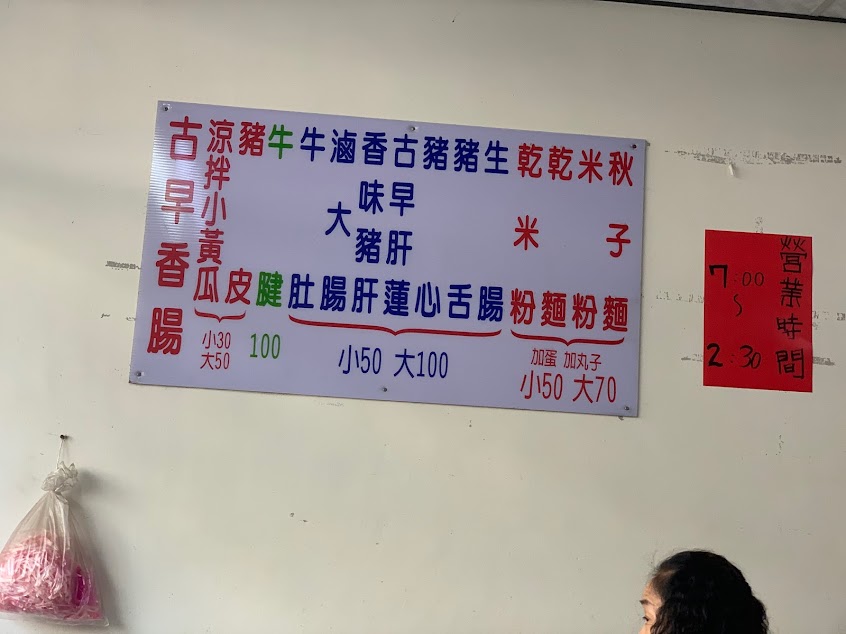 秋子麵
米粉
乾麵
乾米粉
加蛋 加丸子
小50 大70
生腸
豬舌
豬心
古早肝蓮
香味豬肝
滷大腸
牛肚
小50 大100
牛腱
100
豬皮
涼拌小黃瓜
小30
大50
古早香腸
營業時間
7:00
~
2:30